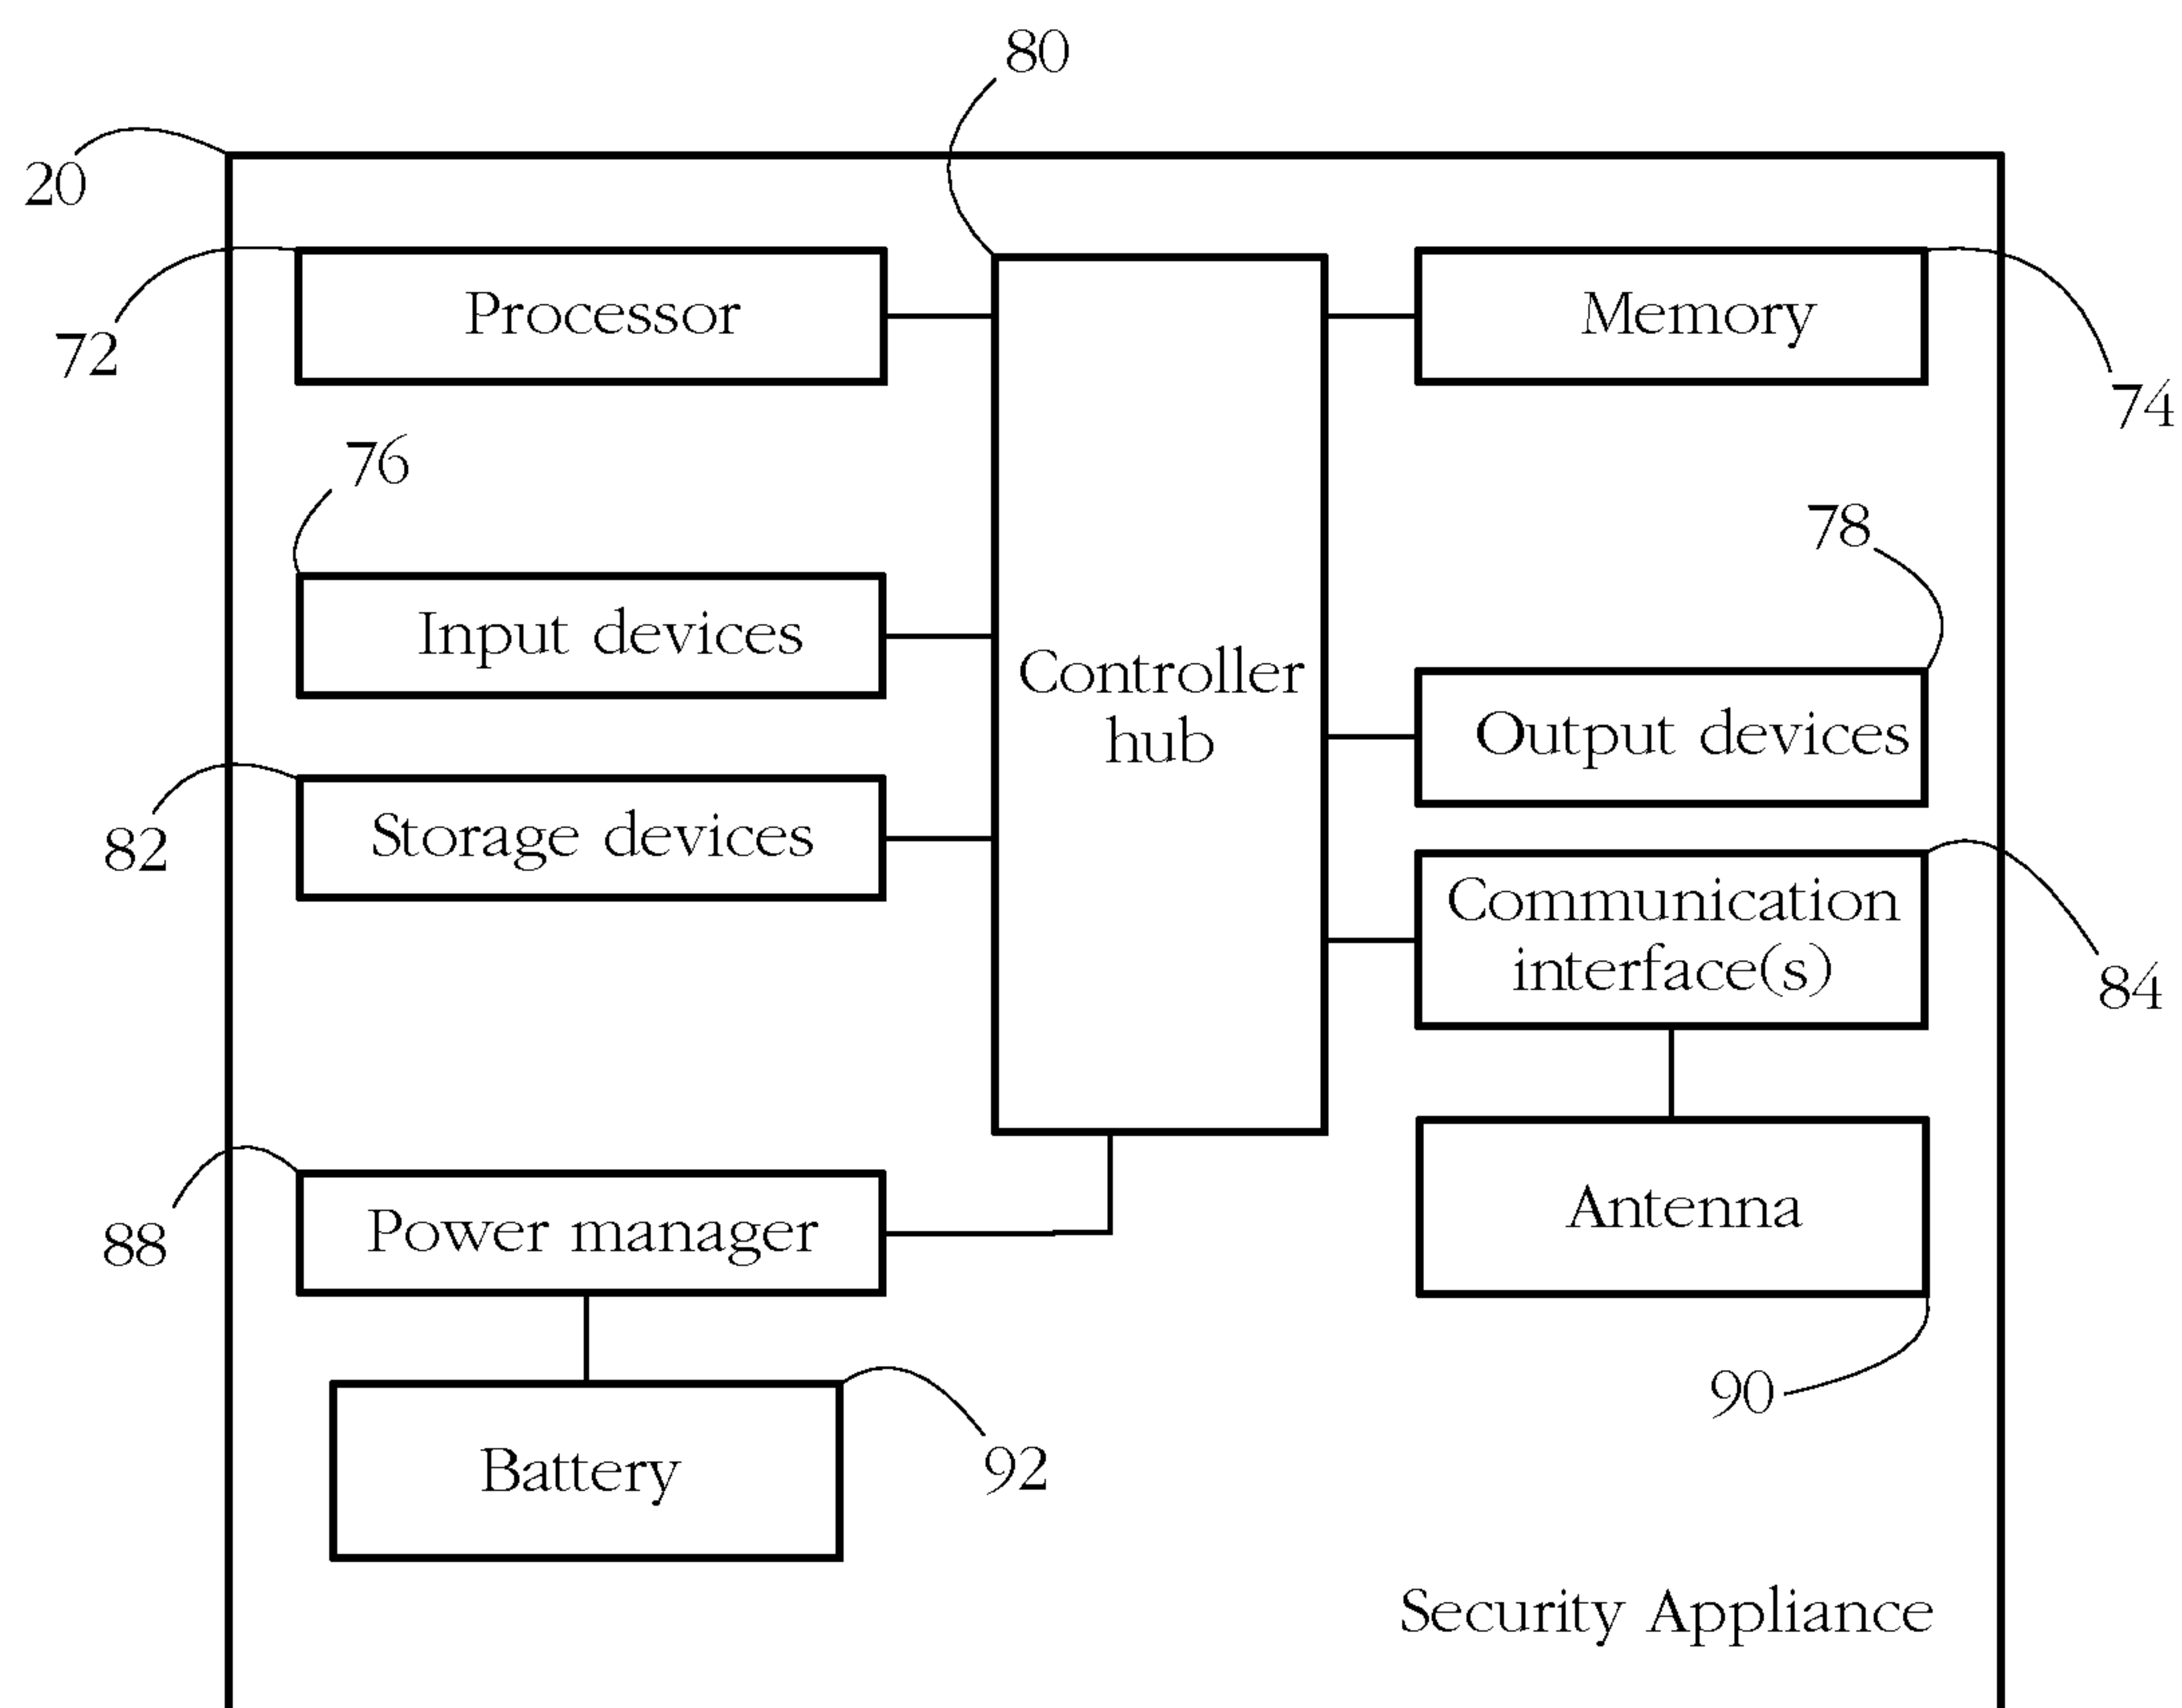 80
20
72
Processor
Memory
74
76
78
Input devices
Controller
hub
Output devices
82
Storage devices
Communication
interface(s)
84
88
Power manager
Antenna
90
Battery
92
Security Appliance